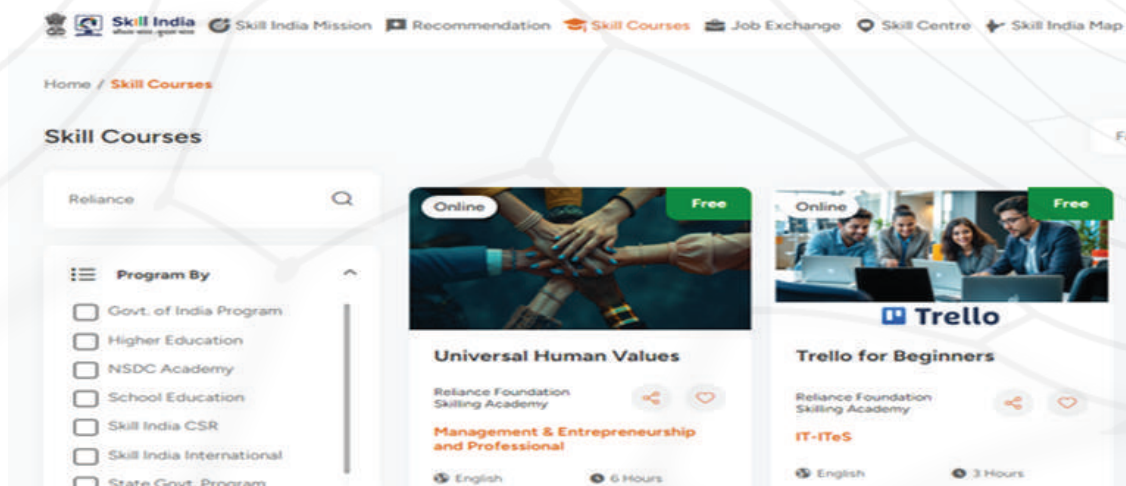 Skill India Skill India Mission Recommendation Skill Courses Job Exchange Skill Centre Skill India Map
Home / Skill Courses
Skill Courses
Reliance
Program By
Govt. of India Program
Higher Education
NSDC Academy
School Education
Skill India CSR
Skill India International
State Govt. Program
Online Free
Universal Human Values
Reliance Foundation
Skilling Academy
Management & Entrepreneurship
and Professional
English 6 Hours
Online Free
Trello
Trello for Beginners
Reliance Foundation
Skilling Academy
IT-ITeS
English 3 Hours